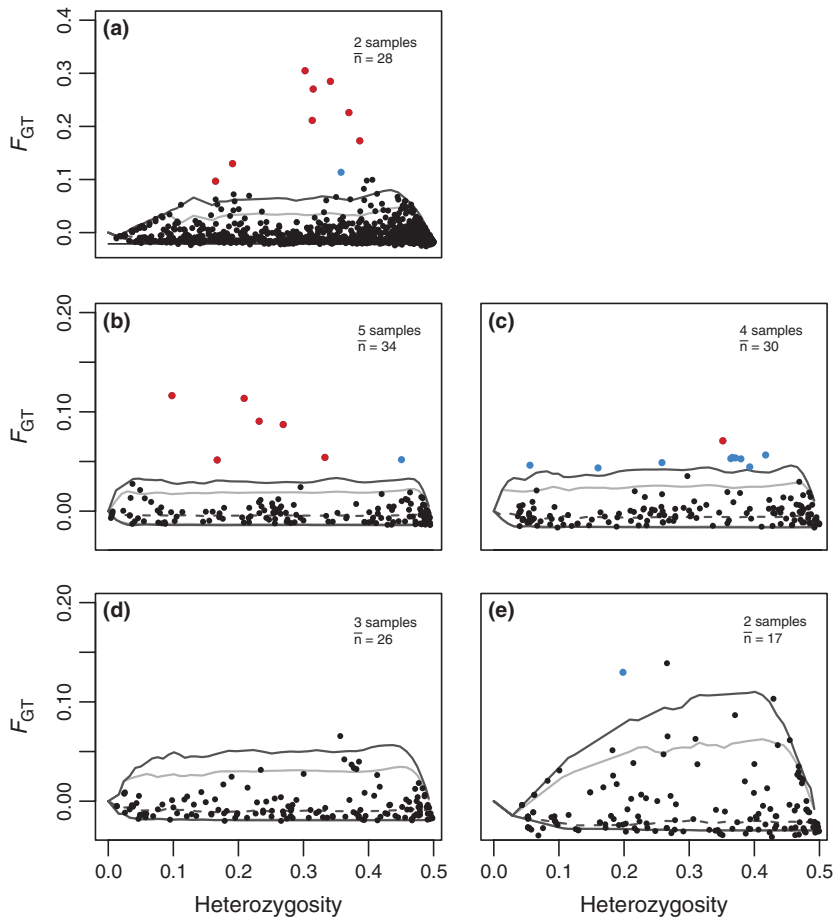 (a)
2 samples
n̅ = 28
0.4
0.3
0.2
0.1
0.0
F_GT
(b)
5 samples
n̅ = 34
0.20
0.10
0.00
F_GT
(c)
4 samples
n̅ = 30
(d)
3 samples
n̅ = 26
0.20
0.10
0.00
F_GT
0.0 0.1 0.2 0.3 0.4 0.5
Heterozygosity
(e)
2 samples
n̅ = 17
0.0 0.1 0.2 0.3 0.4 0.5
Heterozygosity